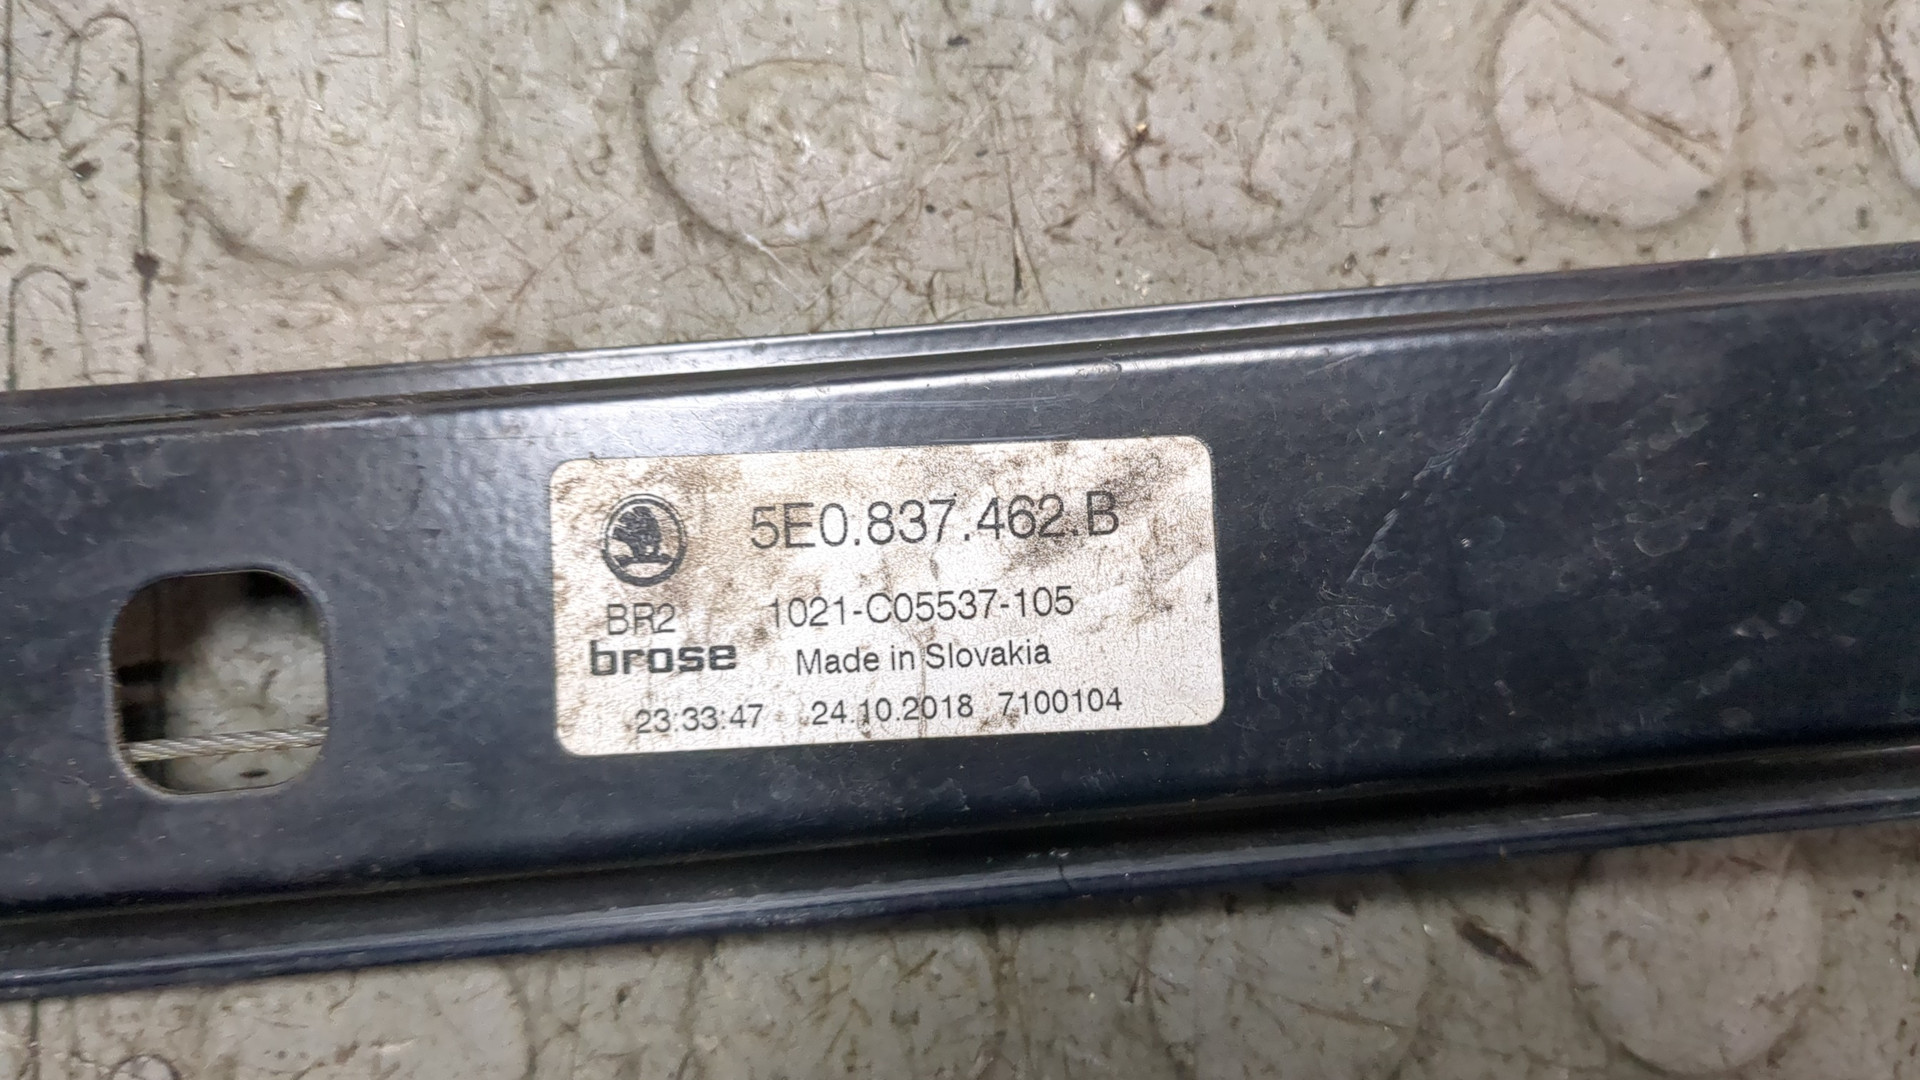 5E0.837.462.B
BR2 1021-C05537-105
brose Made in Slovakia
23:33:47 24.10.2018 7100104